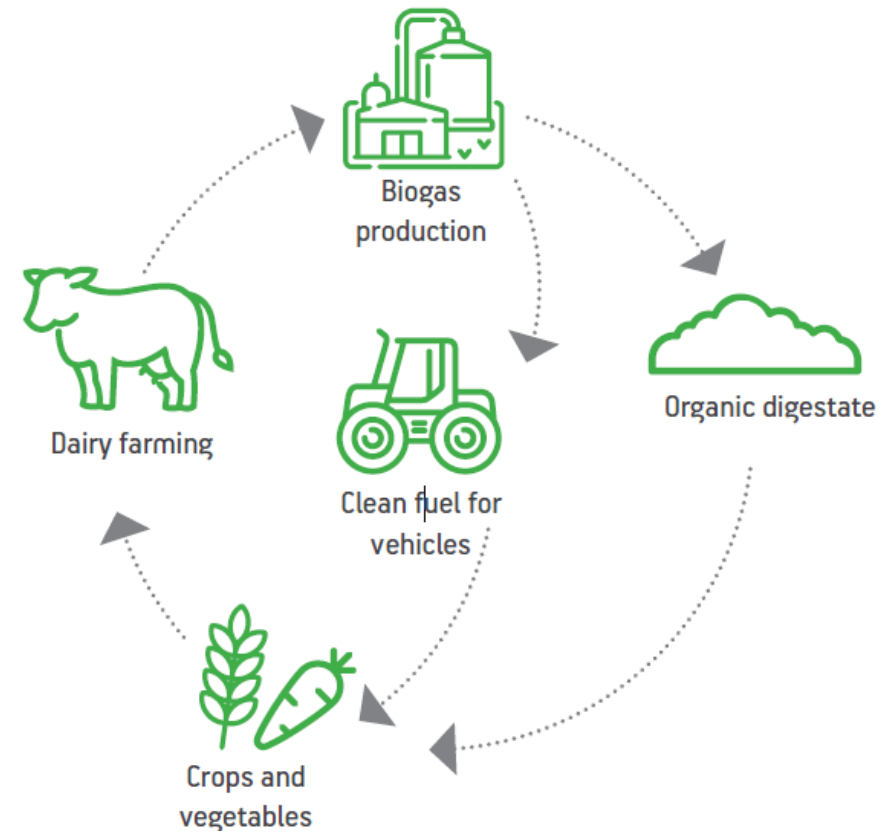 Biogas
production
Organic digestate
Dairy farming
Clean fuel for
vehicles
Crops and
vegetables